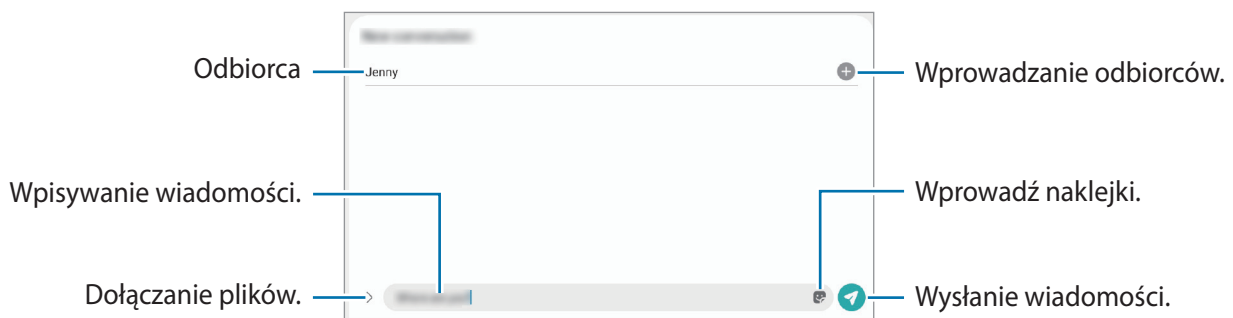 Odbiorca
Jenny
Wprowadzanie odbiorców.
Wpisywanie wiadomości.
Wprowadź naklejki.
Dołączanie plików.
Wysłanie wiadomości.